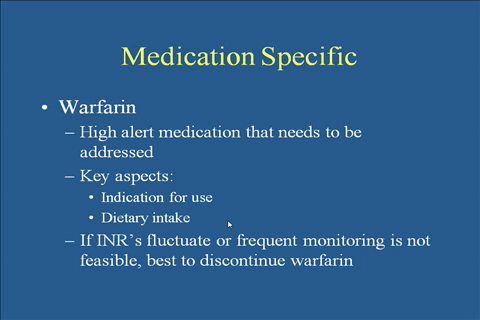 Medication Specific
• Warfarin
– High alert medication that needs to be
addressed
– Key aspects:
• Indication for use
• Dietary intake
– If INR's fluctuate or frequent monitoring is not
feasible, best to discontinue warfarin